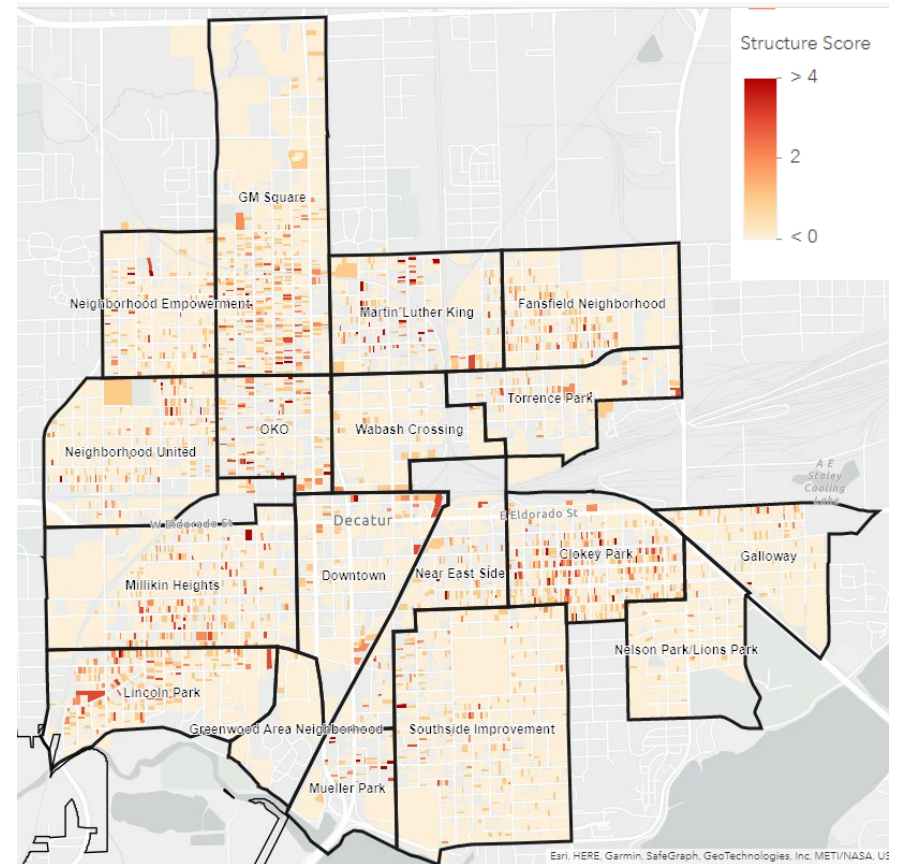 Structure Score
> 4
2
< 0
GM Square
Neighborhood Empowerment
Martin Luther King
Fansfield Neighborhood
Torrence Park
OKO
Wabash Crossing
Neighborhood United
A E
Staley
Cooling
Lake
W Eldorado St
Decatur
E Eldorado St
Clokey Park
Galloway
Millikin Heights
Downtown
Near East Side
Nelson Park/Lions Park
Lincoln Park
Greenwood Area Neighborhood
Southside Improvement
Mueller Park
Esri, HERE, Garmin, SafeGraph, GeoTechnologies, Inc, METI/NASA, US